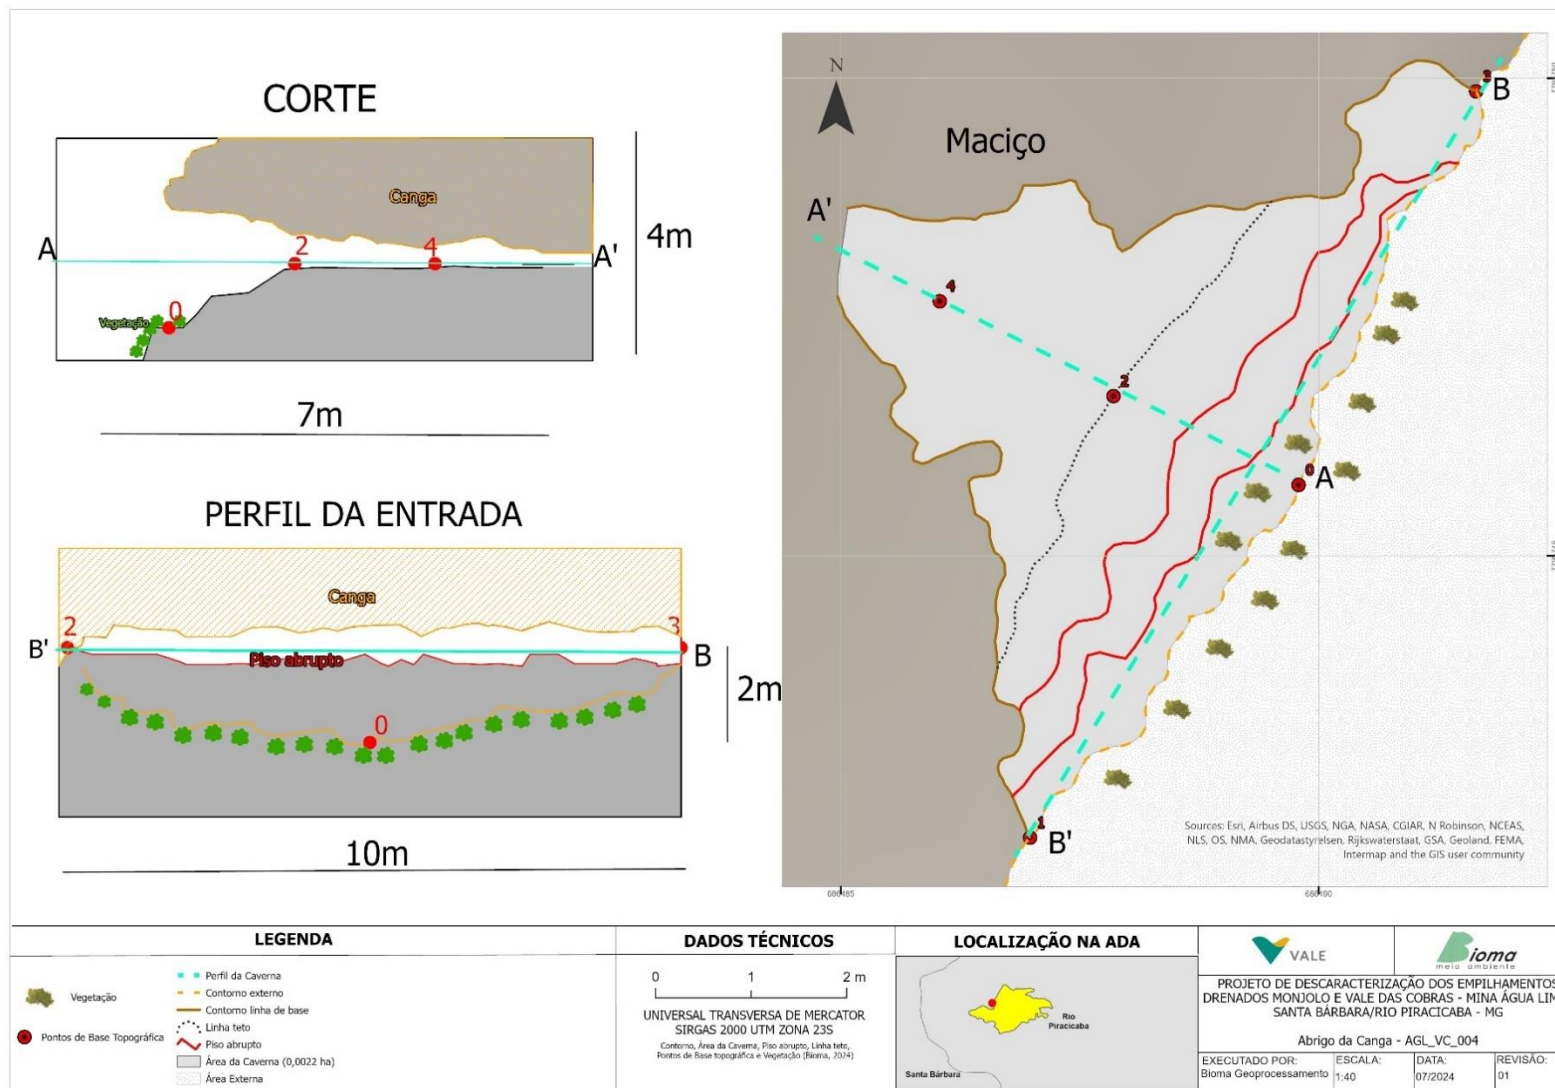 CORTE
Canga
A
2
4
A'
0
Vegetação
4m
7m
PERFIL DA ENTRADA
Canga
2
3
B'
Piso abrupto
B
0
2m
10m
N
Maciço
3
B
A'
4
2
0
A
1
B'
Sources: Esri, Airbus DS, USGS, NGA, NASA, CGIAR, N Robinson, NCEAS,
NLS, OS, NMA, Geodatastyrelsen, Rijkswaterstaat, GSA, Geoland, FEMA,
Intermap and the GIS user community
686485
686490
LEGENDA
Vegetação
Pontos de Base Topográfica
Perfil da Caverna
Contorno externo
Contorno linha de base
Linha teto
Piso abrupto
Área da Caverna (0,0022 ha)
Área Externa
DADOS TÉCNICOS
0 1 2 m
UNIVERSAL TRANSVERSA DE MERCATOR
SIRGAS 2000 UTM ZONA 23S
Contorno, Área da Caverna, Piso abrupto, Linha teto,
Pontos de Base topográfica e Vegetação (Bioma, 2024)
LOCALIZAÇÃO NA ADA
Rio
Piracicaba
Santa Bárbara
VALE
Bioma
meio ambiente
PROJETO DE DESCARACTERIZAÇÃO DOS EMPILHAMENTOS
DRENADOS MONJOLO E VALE DAS COBRAS - MINA ÁGUA LIM
SANTA BÁRBARA/RIO PIRACICABA - MG
Abrigo da Canga - AGL_VC_004
EXECUTADO POR:
Bioma Geoprocessamento
ESCALA:
1:40
DATA:
07/2024
REVISÃO:
01